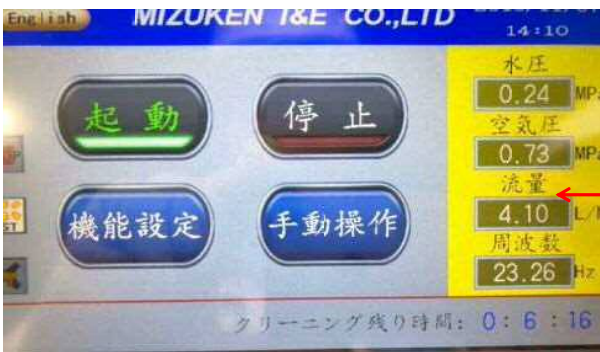 English
MIZUKEN T&E CO.,LTD
14:10
起動
停止
機能設定
手動操作
水圧
0.24 MPa
空気圧
0.73 MPa
流量
4.10 L/
周波数
23.26 Hz
クリーニング残り時間: 0:6:16